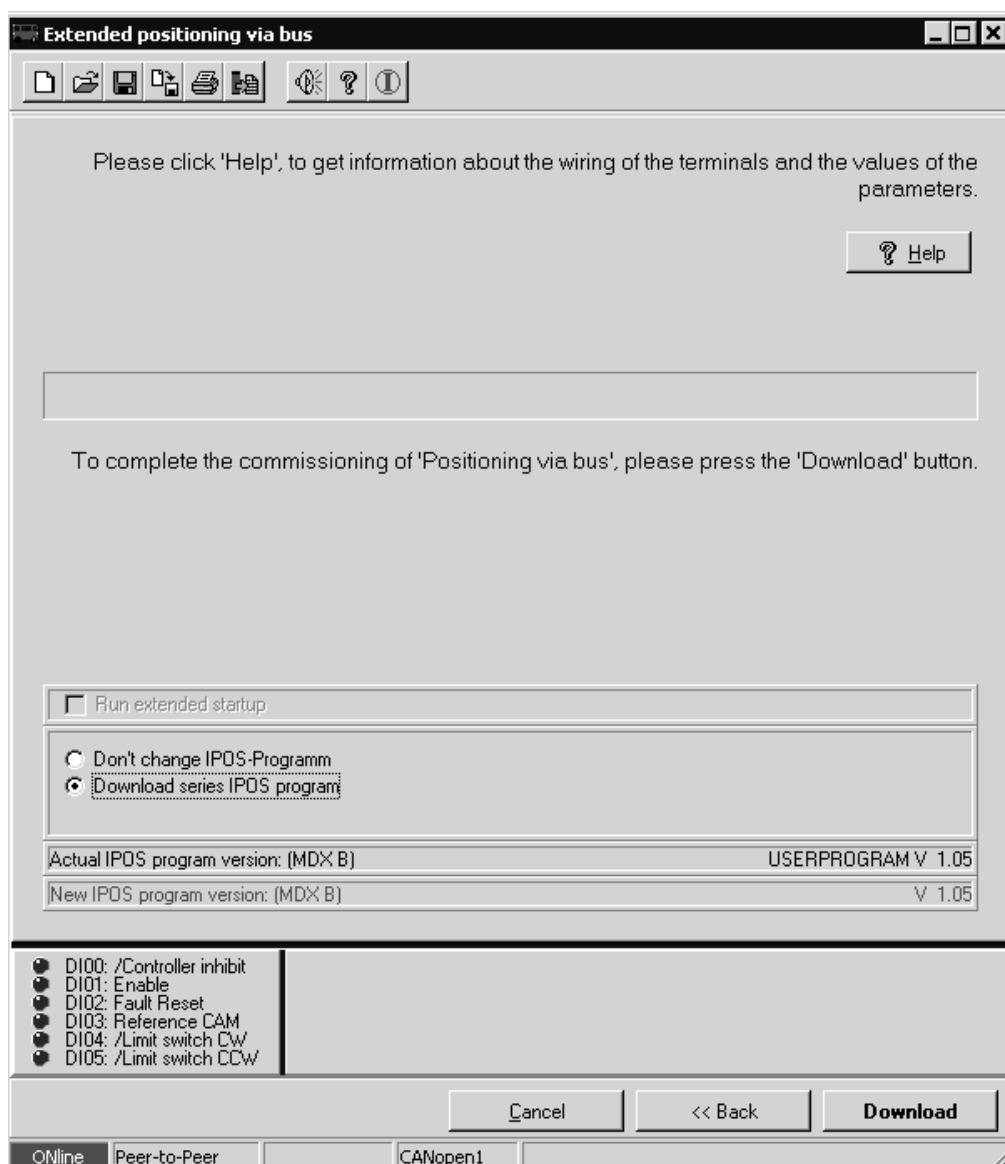 Extended positioning via bus
Please click 'Help', to get information about the wiring of the terminals and the values of the
parameters.
? Help
To complete the commissioning of 'Positioning via bus', please press the 'Download' button.
Run extended startup
Don't change IPOS-Programm
Download series IPOS program
Actual IPOS program version: (MDX B) USERPROGRAM V 1.05
New IPOS program version: (MDX B) V 1.05
DI00: /Controller inhibit
DI01: Enable
DI02: Fault Reset
DI03: Reference CAM
DI04: /Limit switch CW
DI05: /Limit switch CCW
Cancel << Back Download
ONline Peer-to-Peer CANopen1